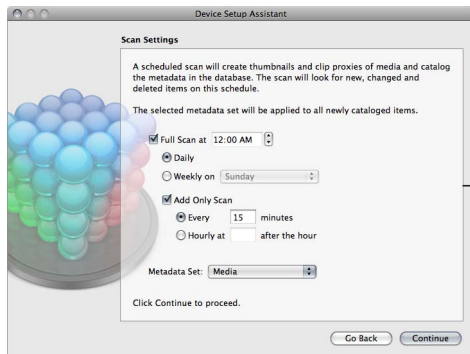 Device Setup Assistant
Scan Settings
A scheduled scan will create thumbnails and clip proxies of media and catalog
the metadata in the database. The scan will look for new, changed and
deleted items on this schedule.
The selected metadata set will be applied to all newly cataloged items.
Full Scan at 12:00 AM
Daily
Weekly on Sunday
Add Only Scan
Every 15 minutes
Hourly at after the hour
Metadata Set: Media
Click Continue to proceed.
Go Back Continue